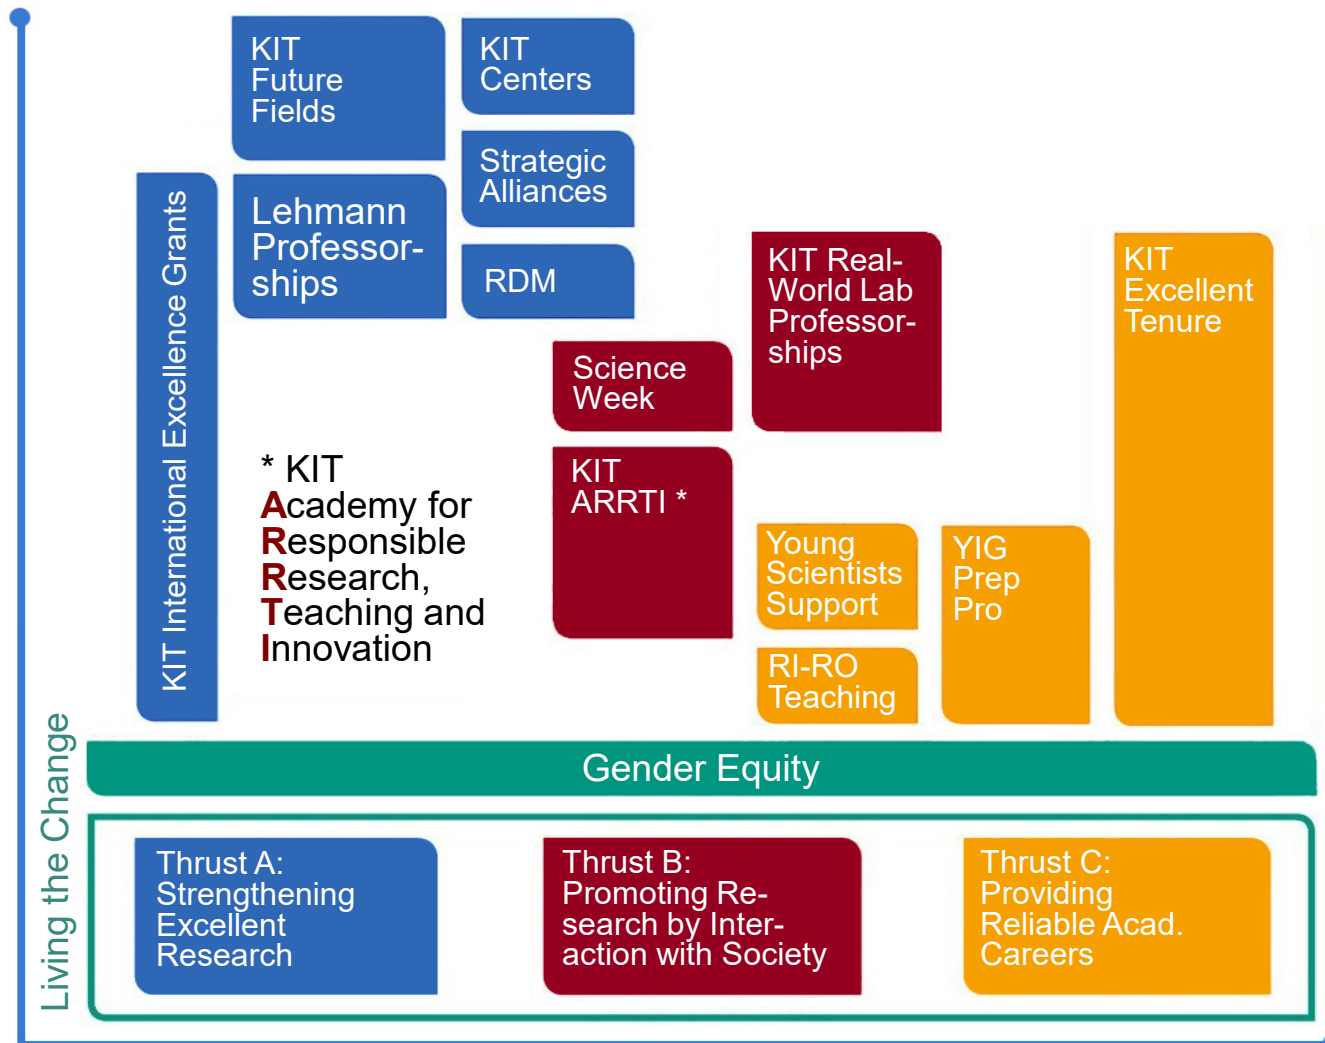 KIT
Future
Fields
KIT
Centers
Strategic
Alliances
Lehmann
Professor-
ships
RDM
KIT International Excellence Grants
KIT Real-
World Lab
Professor-
ships
KIT
Excellent
Tenure
Science
Week
KIT
ARRTI *
* KIT
Academy for
Responsible
Research,
Teaching and
Innovation
Young
Scientists
Support
YIG
Prep
Pro
RI-RO
Teaching
Living the Change
Gender Equity
Thrust A:
Strengthening
Excellent
Research
Thrust B:
Promoting Re-
search by Inter-
action with Society
Thrust C:
Providing
Reliable Acad.
Careers